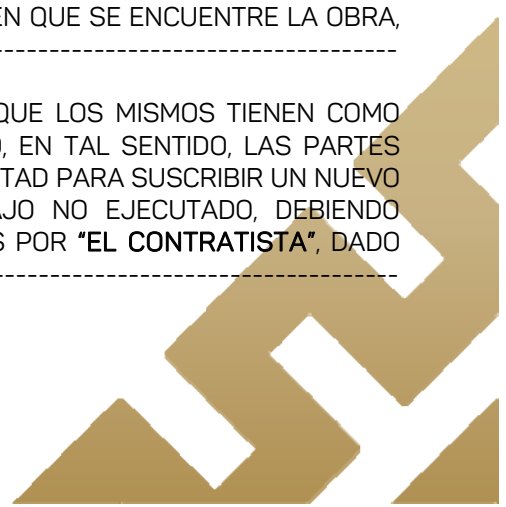 EN QUE SE ENCUENTRE LA OBRA,
----------------------------------------
QUE LOS MISMOS TIENEN COMO
, EN TAL SENTIDO, LAS PARTES
TAD PARA SUSCRIBIR UN NUEVO
AJO NO EJECUTADO, DEBIENDO
S POR "EL CONTRATISTA", DADO
----------------------------------------